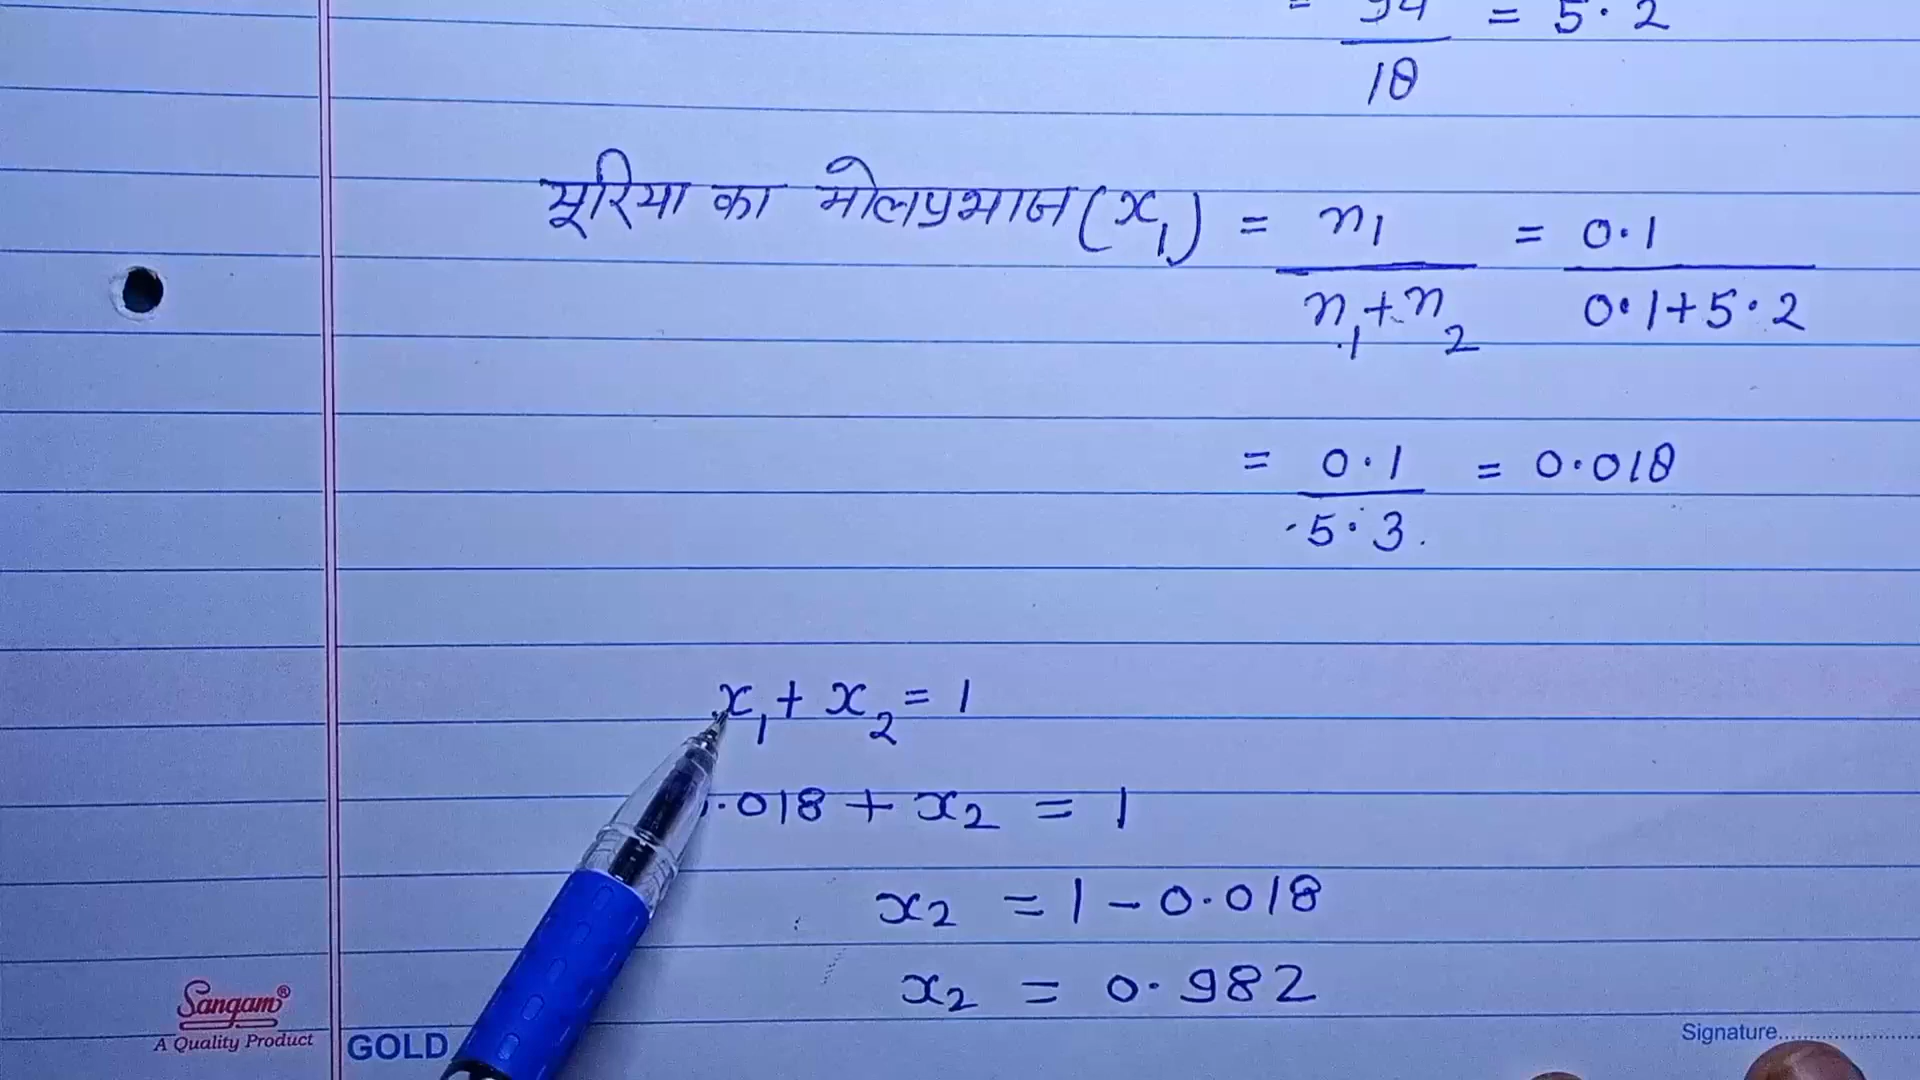 = 94/18 = 5.2
यूरिया का मोलप्रभाज (x₁) = n₁/(n₁+n₂) = 0.1/(0.1+5.2)
= 0.1/5.3 = 0.018
x₁ + x₂ = 1
.018 + x₂ = 1
x₂ = 1 - 0.018
x₂ = 0.982
Sangam®
A Quality Product
GOLD
Signature....................